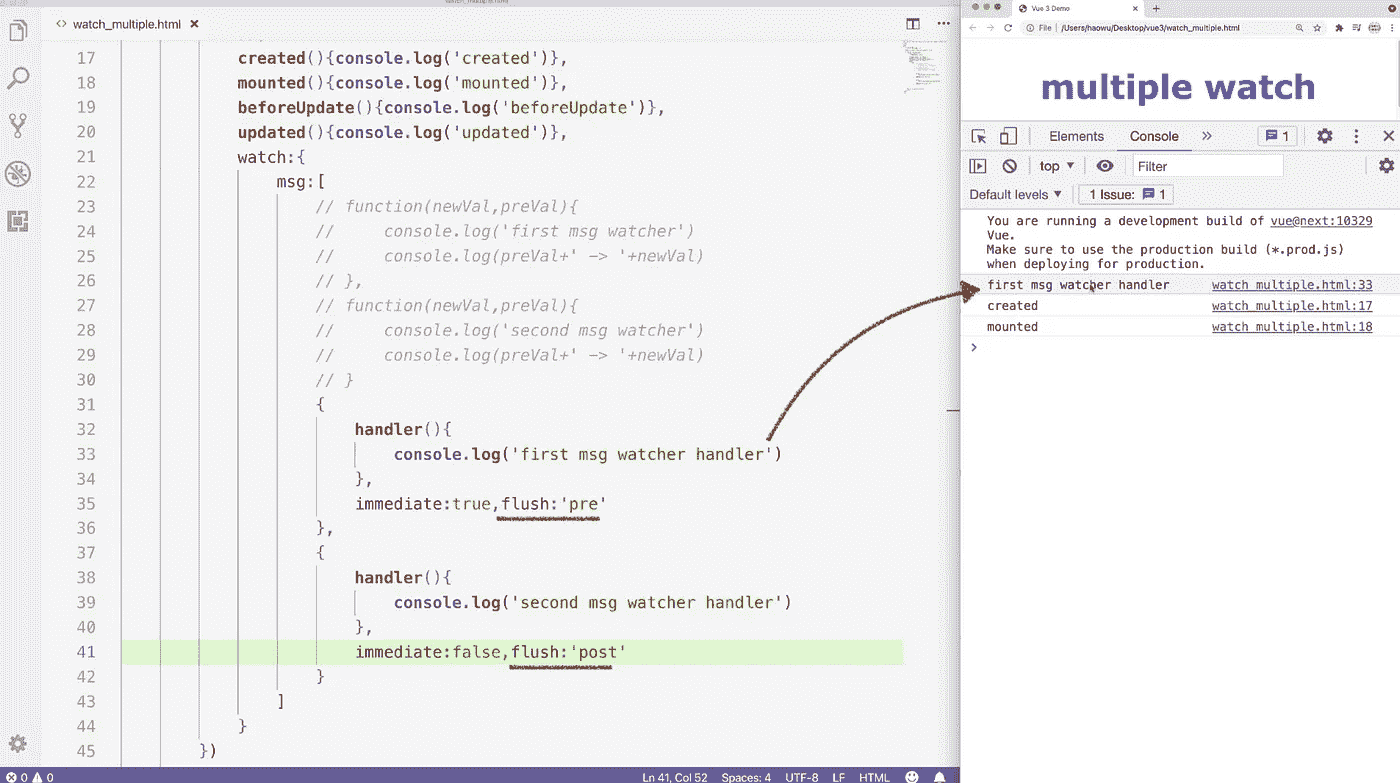 watch_multiple.html
17 created(){console.log('created')},
18 mounted(){console.log('mounted')},
19 beforeUpdate(){console.log('beforeUpdate')},
20 updated(){console.log('updated')},
21 watch:{
22 msg:[
23 // function(newVal,preVal){
24 //     console.log('first msg watcher')
25 //     console.log(preVal+' -> '+newVal)
26 // },
27 // function(newVal,preVal){
28 //     console.log('second msg watcher')
29 //     console.log(preVal+' -> '+newVal)
30 // }
31 {
32 handler(){
33 console.log('first msg watcher handler')
34 },
35 immediate:true,flush:'pre'
36 },
37 {
38 handler(){
39 console.log('second msg watcher handler')
40 },
41 immediate:false,flush:'post'
42 }
43 ]
44 }
45 })
0 0
Ln 41, Col 52 Spaces: 4 UTF-8 LF HTML
Vue 3 Demo
File /Users/haowu/Desktop/vue3/watch_multiple.html
multiple watch
Elements Console 1
top Filter
Default levels 1 Issue: 1
You are running a development build of vue@next:10329
Vue.
Make sure to use the production build (*.prod.js)
when deploying for production.
first msg watcher handler watch_multiple.html:33
created watch_multiple.html:17
mounted watch_multiple.html:18